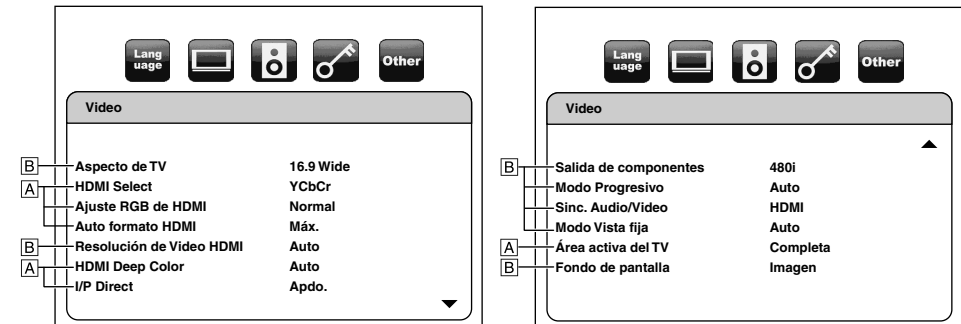 Lang
uage
Other
Video
B Aspecto de TV 16.9 Wide
A HDMI Select YCbCr
Ajuste RGB de HDMI Normal
Auto formato HDMI Máx.
B Resolución de Video HDMI Auto
A HDMI Deep Color Auto
I/P Direct Apdo.
Lang
uage
Other
Video
B Salida de componentes 480i
Modo Progresivo Auto
Sinc. Audio/Video HDMI
Modo Vista fija Auto
A Área activa del TV Completa
B Fondo de pantalla Imagen